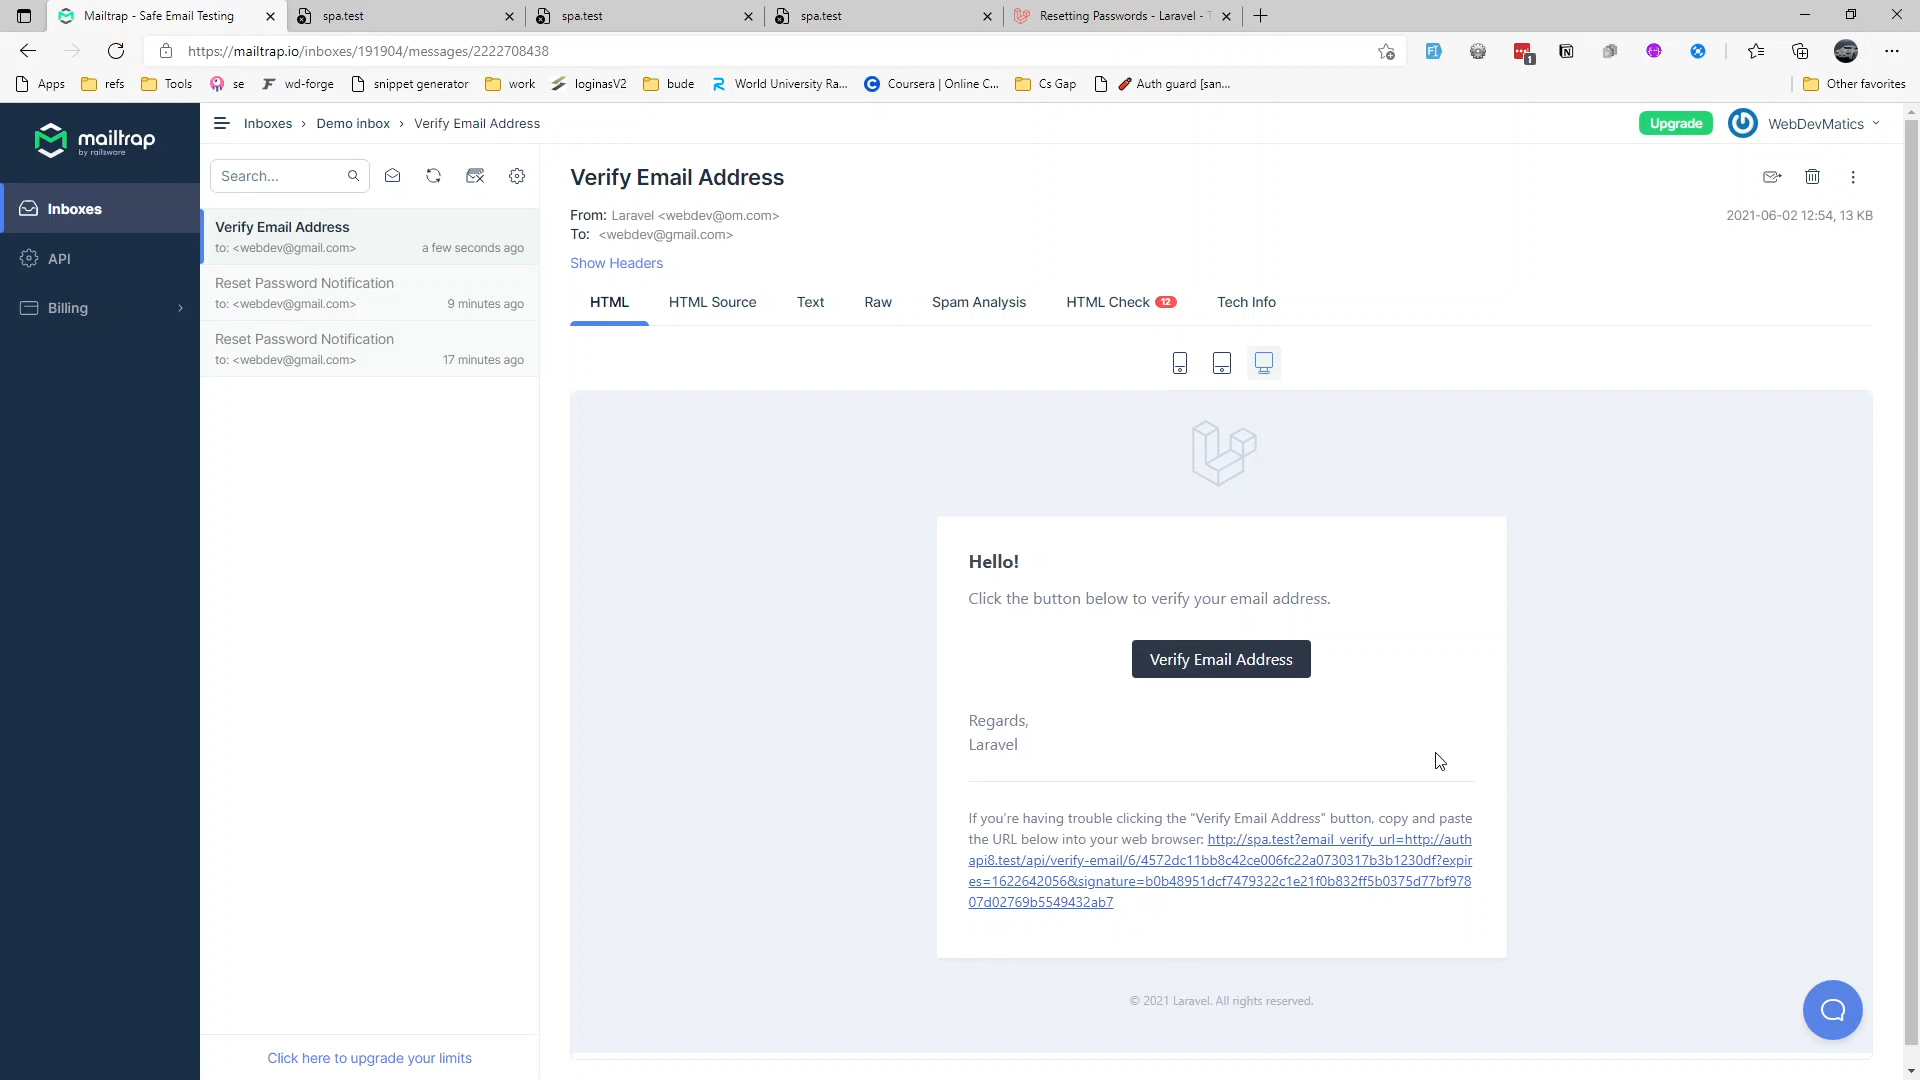 Mailtrap - Safe Email Testing
spa.test
spa.test
spa.test
Resetting Passwords - Laravel -
https://mailtrap.io/inboxes/191904/messages/2222708438
1
Apps
refs
Tools
se
wd-forge
snippet generator
work
loginasV2
bude
World University Ra...
Coursera | Online C...
Cs Gap
Auth guard [san...
Other favorites
mailtrap
by railsware
Inboxes › Demo inbox › Verify Email Address
Upgrade
WebDevMatics
Inboxes
API
Billing
Search...
Verify Email Address
to: <webdev@gmail.com> a few seconds ago
Reset Password Notification
to: <webdev@gmail.com> 9 minutes ago
Reset Password Notification
to: <webdev@gmail.com> 17 minutes ago
Click here to upgrade your limits
Verify Email Address
From: Laravel <webdev@om.com>
To: <webdev@gmail.com>
2021-06-02 12:54, 13 KB
Show Headers
HTML HTML Source Text Raw Spam Analysis HTML Check 12 Tech Info
Hello!
Click the button below to verify your email address.
Verify Email Address
Regards,
Laravel
If you're having trouble clicking the "Verify Email Address" button, copy and paste
the URL below into your web browser: http://spa.test?email_verify_url=http://auth
api8.test/api/verify-email/6/4572dc11bb8c42ce006fc22a0730317b3b1230df?expir
es=1622642056&signature=b0b48951dcf7479322c1e21f0b832ff5b0375d77bf978
07d02769b5549432ab7
© 2021 Laravel. All rights reserved.